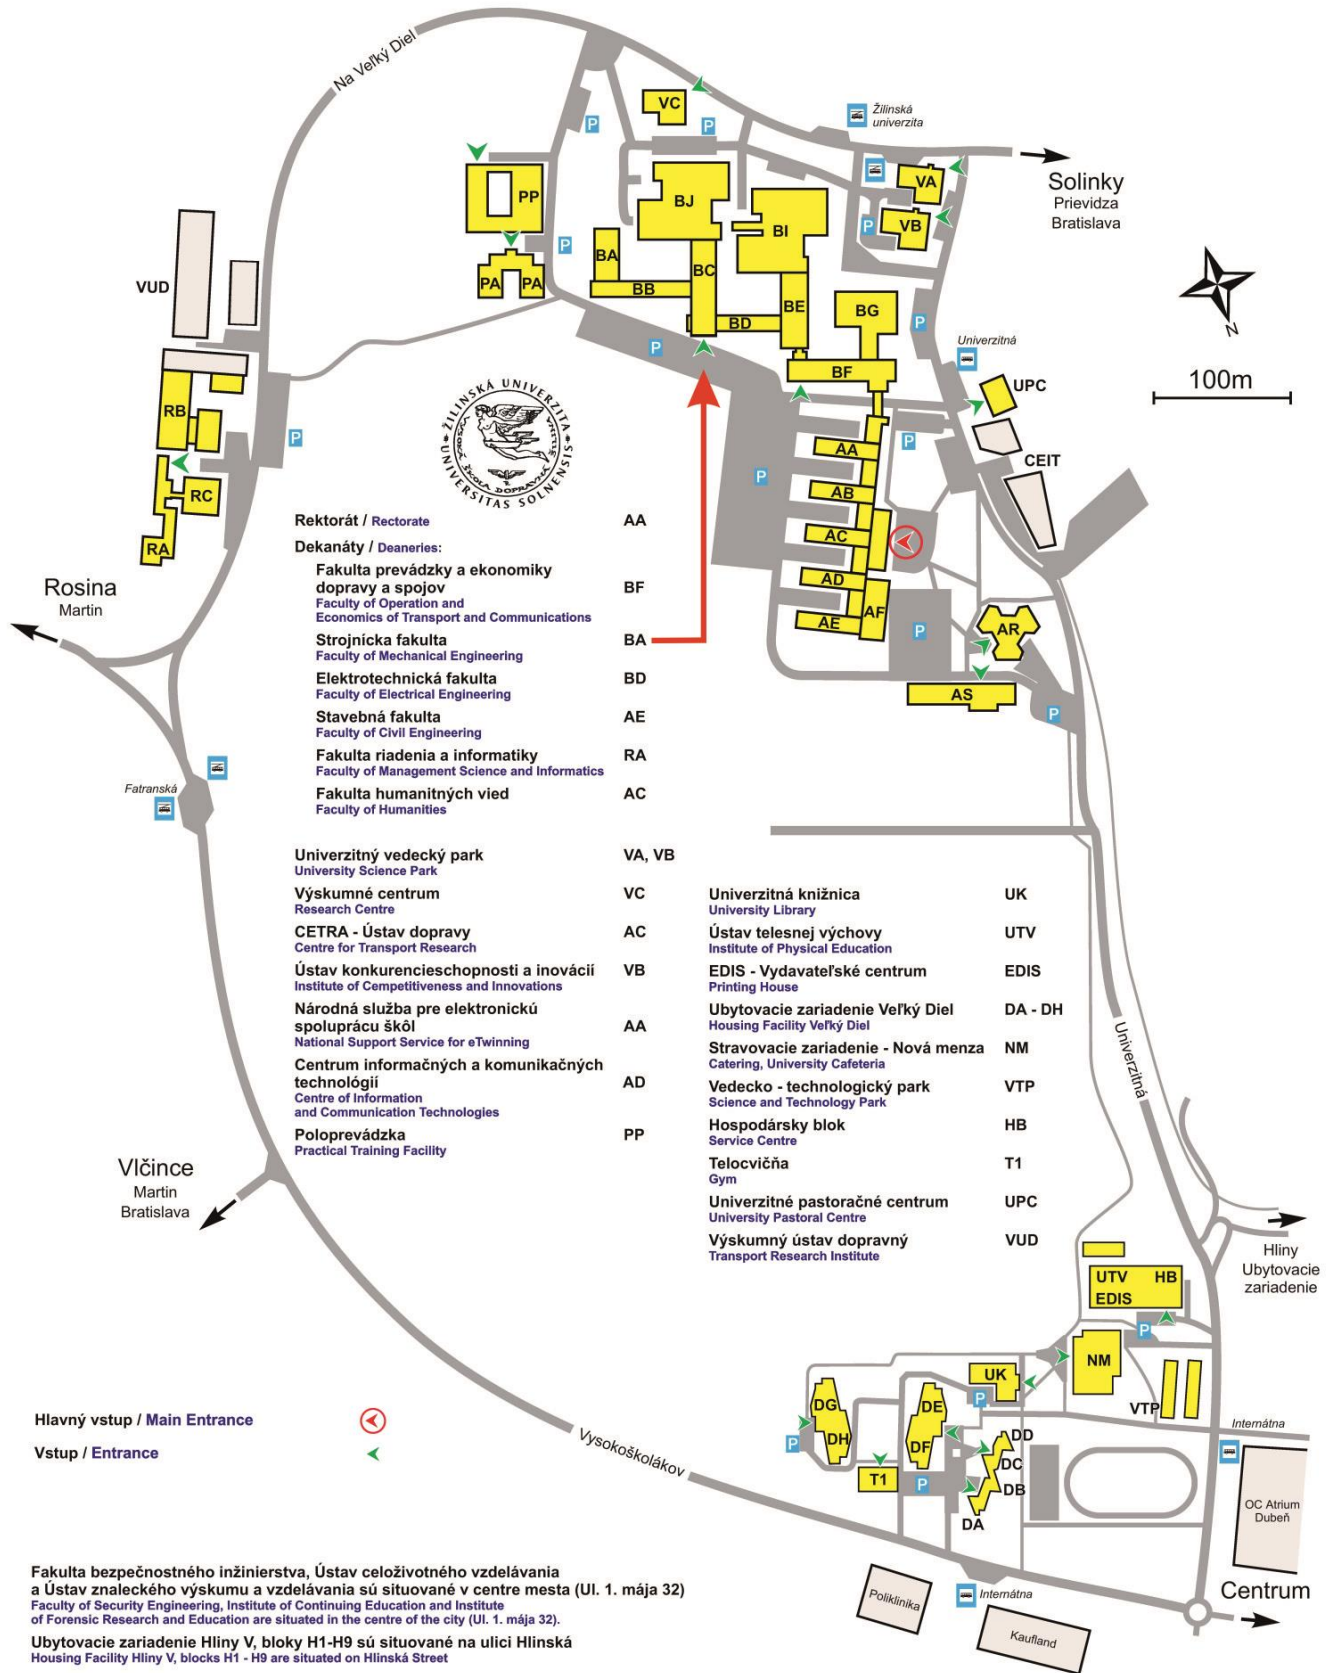 Na Veľký Diel
VC
P
P
Žilinská
univerzita
Solinky
Prievidza
Bratislava
VA
VB
P
PP
PA
PA
P
BJ
BI
BA
BB
BC
BD
BE
BG
BF
P
P
Univerzitná
UPC
CEIT
N
100m
VUD
RB
RC
RA
P
ŽILINSKÁ UNIVERZITA
UNIVERSITAS SOLNENSIS
VYSOKÁ ŠKOLA DOPRAVNÁ V ŽILINE
P
P
AA
AB
AC
AD
AE
AF
P
AR
AS
P
Rosina
Martin
Rektorát / Rectorate AA
Dekanáty / Deaneries:
Fakulta prevádzky a ekonomiky
dopravy a spojov BF
Faculty of Operation and
Economics of Transport and Communications
Strojnícka fakulta BA
Faculty of Mechanical Engineering
Elektrotechnická fakulta BD
Faculty of Electrical Engineering
Stavebná fakulta AE
Faculty of Civil Engineering
Fakulta riadenia a informatiky RA
Faculty of Management Science and Informatics
Fakulta humanitných vied AC
Faculty of Humanities
Fatranská
Univerzitný vedecký park VA, VB
University Science Park
Výskumné centrum VC
Research Centre
CETRA - Ústav dopravy AC
Centre for Transport Research
Ústav konkurencieschopnosti a inovácií VB
Institute of Competitiveness and Innovations
Národná služba pre elektronickú
spoluprácu škôl AA
National Support Service for eTwinning
Centrum informačných a komunikačných
technológií AD
Centre of Information
and Communication Technologies
Poloprevádzka PP
Practical Training Facility
Univerzitná knižnica UK
University Library
Ústav telesnej výchovy UTV
Institute of Physical Education
EDIS - Vydavateľské centrum EDIS
Printing House
Ubytovacie zariadenie Veľký Diel DA - DH
Housing Facility Veľký Diel
Stravovacie zariadenie - Nová menza NM
Catering, University Cafeteria
Vedecko - technologický park VTP
Science and Technology Park
Hospodársky blok HB
Service Centre
Telocvičňa T1
Gym
Univerzitné pastoračné centrum UPC
University Pastoral Centre
Výskumný ústav dopravný VUD
Transport Research Institute
Univerzitná
Vlčince
Martin
Bratislava
Hliny
Ubytovacie
zariadenie
UTV HB
EDIS
P
NM
VTP
UK
P
DG
DH
P
DE
DF
T1
P
DD
DC
DB
DA
Internátna
OC Atrium
Dubeň
Vysokoškolákov
Poliklinika
Internátna
Kaufland
Centrum
Hlavný vstup / Main Entrance
Vstup / Entrance
Fakulta bezpečnostného inžinierstva, Ústav celoživotného vzdelávania
a Ústav znaleckého výskumu a vzdelávania sú situované v centre mesta (Ul. 1. mája 32)
Faculty of Security Engineering, Institute of Continuing Education and Institute
of Forensic Research and Education are situated in the centre of the city (Ul. 1. mája 32).
Ubytovacie zariadenie Hliny V, bloky H1-H9 sú situované na ulici Hlinská
Housing Facility Hliny V, blocks H1 - H9 are situated on Hlinská Street